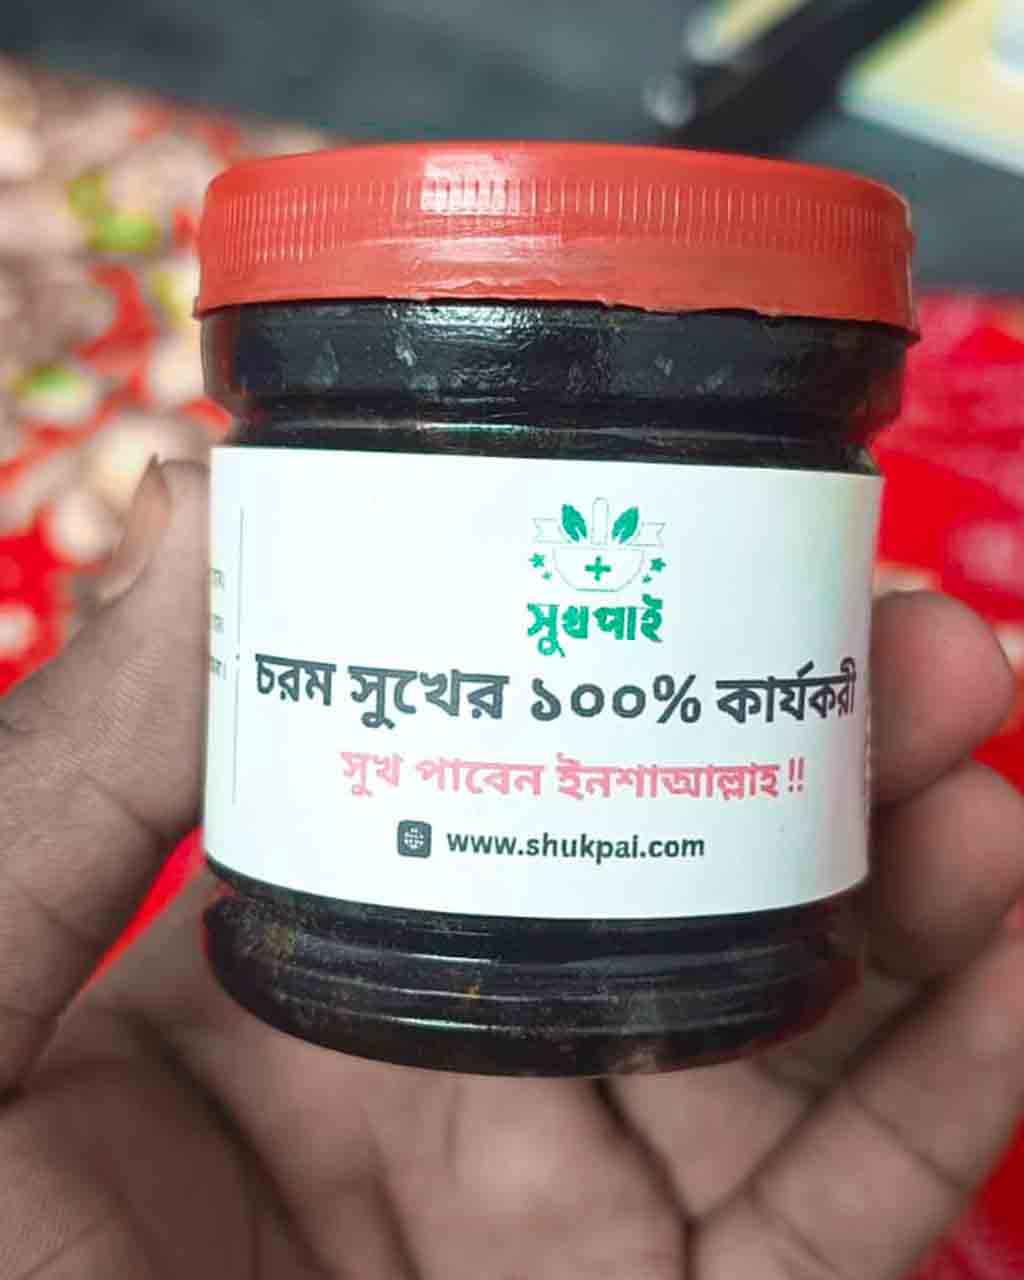 সুখপাই
চরম সুখের ১০০% কার্যকরী
সুখ পাবেন ইনশাআল্লাহ !!
www.shukpai.com